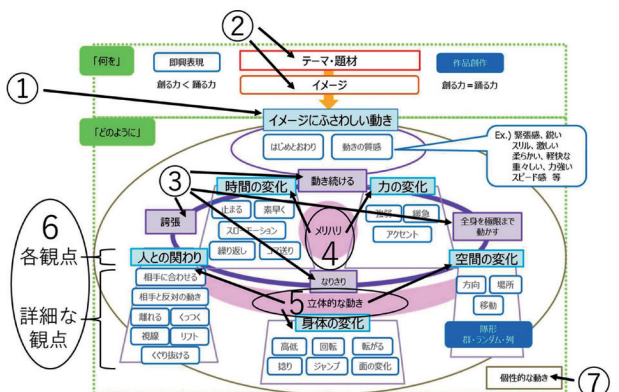 ②
テーマ・題材
「何を」
即興表現
作品創作
創る力＜踊る力
イメージ
創る力＝踊る力
①
イメージにふさわしい動き
「どのように」
はじめとおわり
動きの質感
Ex.) 緊張感、鋭い
スリル、激しい
柔らかい、軽快な
重々しい、力強い
スピード感 等
動き続ける
③
時間の変化
力の変化
止まる
素早く
緩急
誇張
メリハリ
全身を極限まで
動かす
スローモーション
アクセント
4
繰り返し
コマ送り
6
各観点
人との関わり
なりきり
空間の変化
相手に合わせる
5
立体的な動き
方向
場所
詳細な
観点
相手と反対の動き
移動
離れる
くっつく
身体の変化
視線
リフト
高低
回転
転がる
隊形
群・ランダム・列
くぐり抜ける
捻り
ジャンプ
面の変化
個性的な動き
⑦